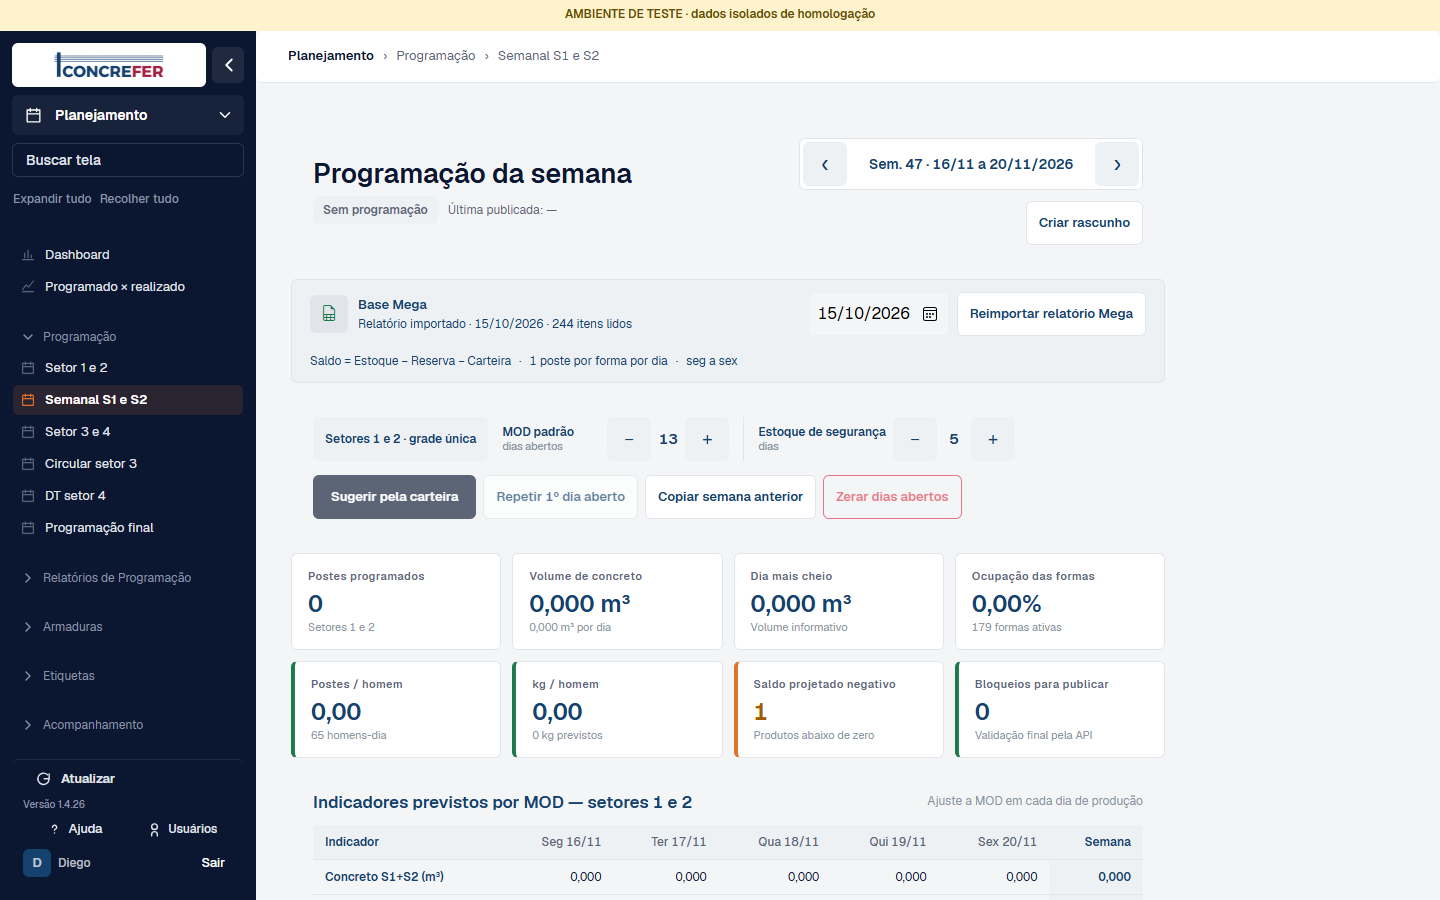 AMBIENTE DE TESTE · dados isolados de homologação
CONCREFER
Planejamento
Buscar tela
Expandir tudo Recolher tudo
Dashboard
Programado × realizado
Programação
Setor 1 e 2
Semanal S1 e S2
Setor 3 e 4
Circular setor 3
DT setor 4
Programação final
Relatórios de Programação
Armaduras
Etiquetas
Acompanhamento
Atualizar
Versão 1.4.26
? Ajuda Usuários
D Diego Sair
Planejamento › Programação › Semanal S1 e S2
Programação da semana
Sem programação Última publicada: —
‹ Sem. 47 · 16/11 a 20/11/2026 ›
Criar rascunho
Base Mega
Relatório importado · 15/10/2026 · 244 itens lidos
15/10/2026 Reimportar relatório Mega
Saldo = Estoque – Reserva – Carteira · 1 poste por forma por dia · seg a sex
Setores 1 e 2 · grade única
MOD padrão
dias abertos
− 13 +
Estoque de segurança
dias
− 5 +
Sugerir pela carteira Repetir 1º dia aberto Copiar semana anterior Zerar dias abertos
Postes programados
0
Setores 1 e 2
Volume de concreto
0,000 m³
0,000 m³ por dia
Dia mais cheio
0,000 m³
Volume informativo
Ocupação das formas
0,00%
179 formas ativas
Postes / homem
0,00
65 homens-dia
kg / homem
0,00
0 kg previstos
Saldo projetado negativo
1
Produtos abaixo de zero
Bloqueios para publicar
0
Validação final pela API
Indicadores previstos por MOD — setores 1 e 2
Ajuste a MOD em cada dia de produção
Indicador Seg 16/11 Ter 17/11 Qua 18/11 Qui 19/11 Sex 20/11 Semana
Concreto S1+S2 (m³) 0,000 0,000 0,000 0,000 0,000 0,000